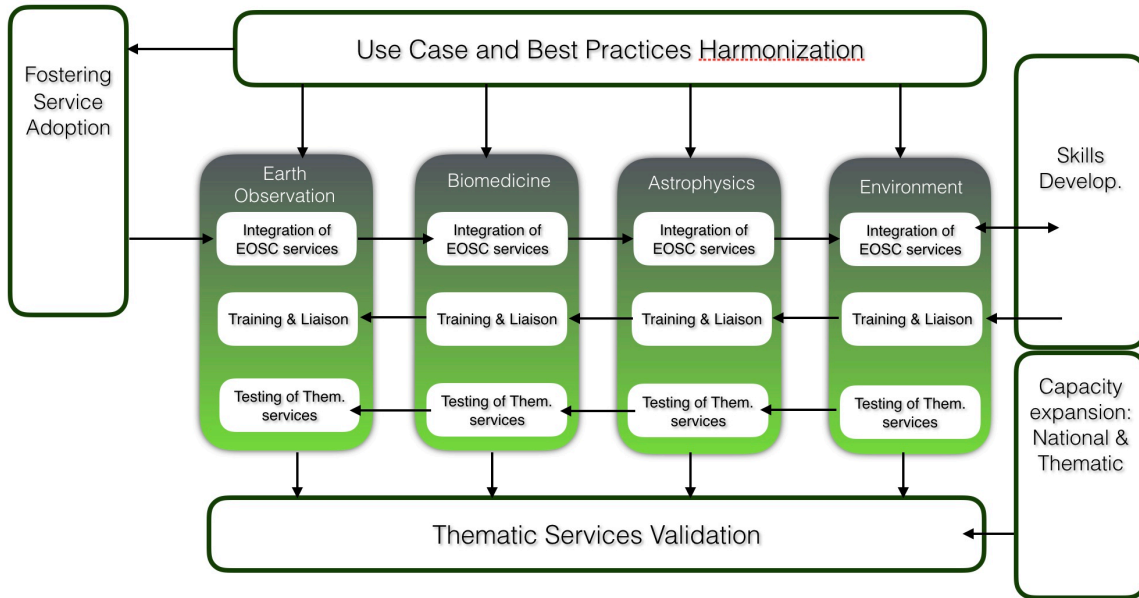 Use Case and Best Practices Harmonization
Fostering
Service
Adoption
Skills
Develop.
Earth
Observation
Integration of
EOSC services
Training & Liaison
Testing of Them.
services
Biomedicine
Integration of
EOSC services
Training & Liaison
Testing of Them.
services
Astrophysics
Integration of
EOSC services
Training & Liaison
Testing of Them.
services
Environment
Integration of
EOSC services
Training & Liaison
Testing of Them.
services
Capacity
expansion:
National &
Thematic
Thematic Services Validation